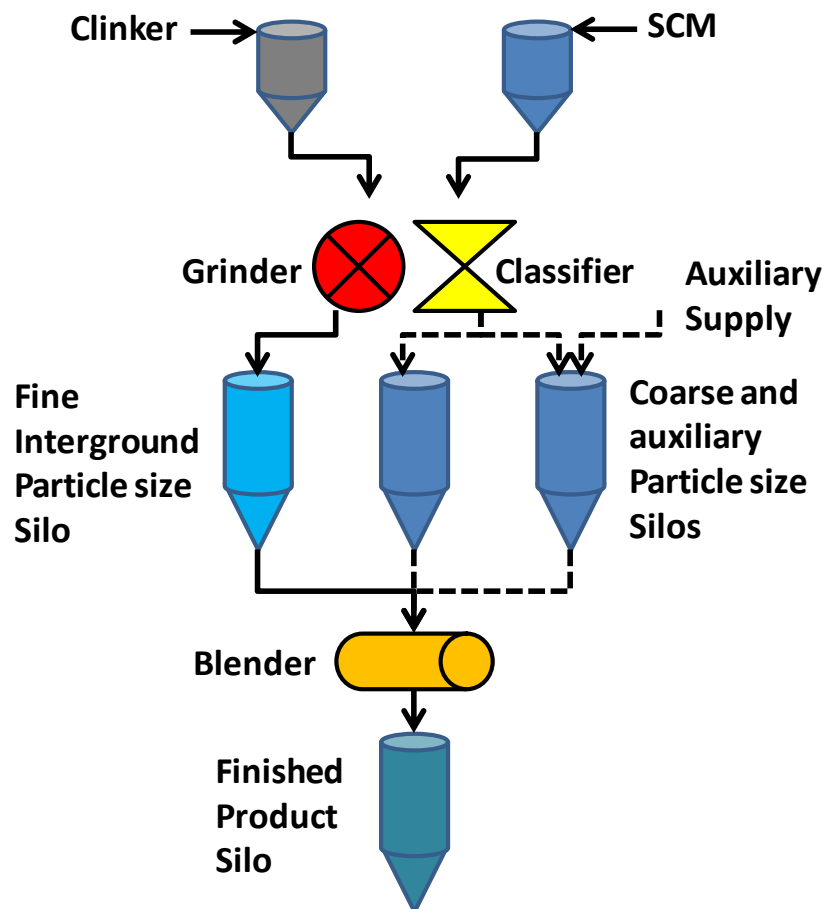 Clinker
SCM
Grinder
Classifier
Auxiliary
Supply
Fine
Interground
Particle size
Silo
Coarse and
auxiliary
Particle size
Silos
Blender
Finished
Product
Silo